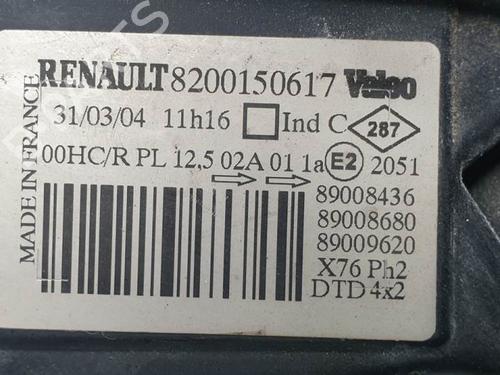 RENAULT 8200150617 Valeo
31/03/04 11h16 Ind C 287
00HC/R PL 12,5 02A 01 1a E2 2051
89008436
89008680
89009620
X76 Ph2
DTD 4x2
MADE IN FRANCE